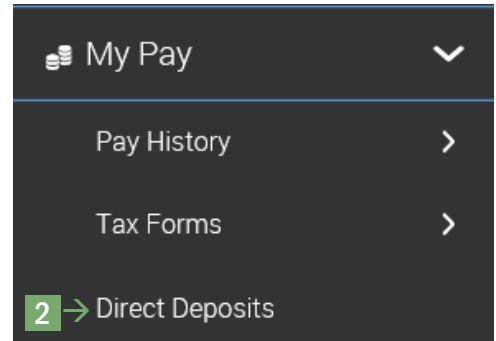 My Pay
Pay History
Tax Forms
2 → Direct Deposits